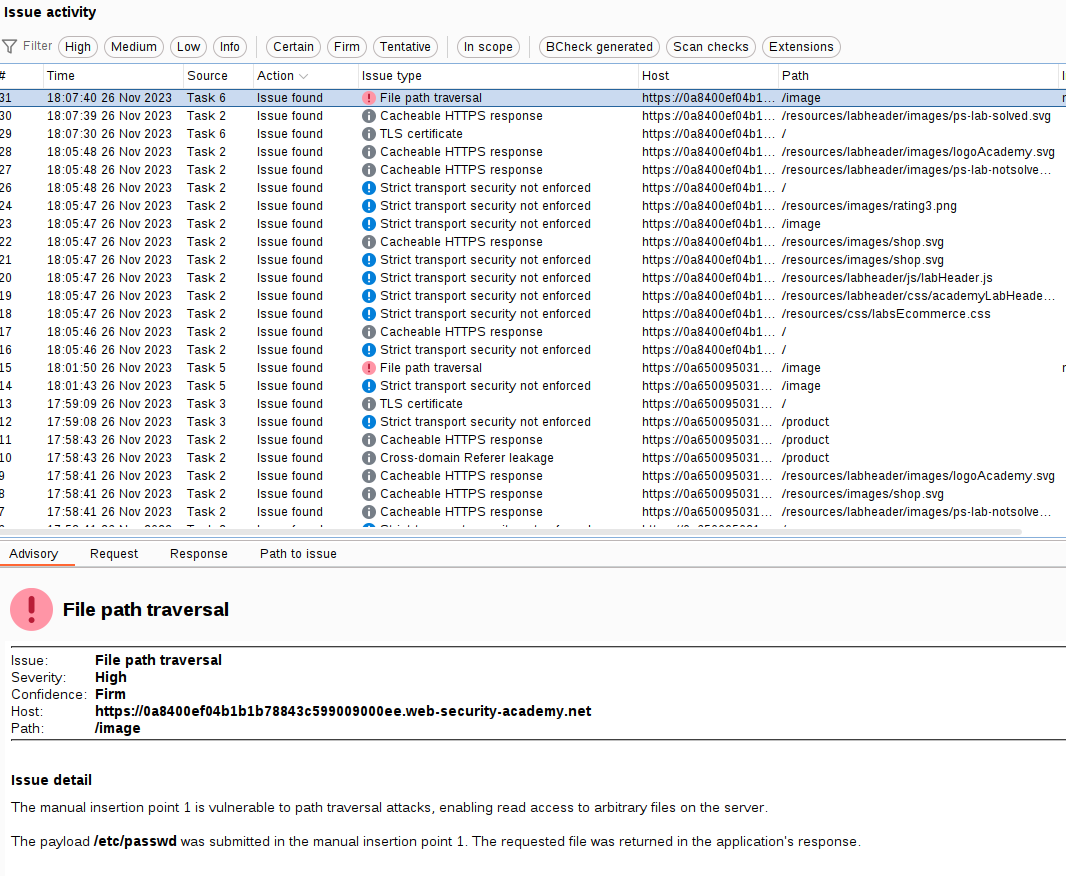 Issue activity
Filter High Medium Low Info Certain Firm Tentative In scope BCheck generated Scan checks Extensions
# Time Source Action Issue type Host Path
31 18:07:40 26 Nov 2023 Task 6 Issue found File path traversal https://0a8400ef04b1... /image
30 18:07:39 26 Nov 2023 Task 2 Issue found Cacheable HTTPS response https://0a8400ef04b1... /resources/labheader/images/ps-lab-solved.svg
29 18:07:30 26 Nov 2023 Task 6 Issue found TLS certificate https://0a8400ef04b1... /
28 18:05:48 26 Nov 2023 Task 2 Issue found Cacheable HTTPS response https://0a8400ef04b1... /resources/labheader/images/logoAcademy.svg
27 18:05:48 26 Nov 2023 Task 2 Issue found Cacheable HTTPS response https://0a8400ef04b1... /resources/labheader/images/ps-lab-notsolve...
26 18:05:48 26 Nov 2023 Task 2 Issue found Strict transport security not enforced https://0a8400ef04b1... /
24 18:05:47 26 Nov 2023 Task 2 Issue found Strict transport security not enforced https://0a8400ef04b1... /resources/images/rating3.png
23 18:05:47 26 Nov 2023 Task 2 Issue found Strict transport security not enforced https://0a8400ef04b1... /image
22 18:05:47 26 Nov 2023 Task 2 Issue found Cacheable HTTPS response https://0a8400ef04b1... /resources/images/shop.svg
21 18:05:47 26 Nov 2023 Task 2 Issue found Strict transport security not enforced https://0a8400ef04b1... /resources/images/shop.svg
20 18:05:47 26 Nov 2023 Task 2 Issue found Strict transport security not enforced https://0a8400ef04b1... /resources/labheader/js/labHeader.js
19 18:05:47 26 Nov 2023 Task 2 Issue found Strict transport security not enforced https://0a8400ef04b1... /resources/labheader/css/academyLabHeade...
18 18:05:47 26 Nov 2023 Task 2 Issue found Strict transport security not enforced https://0a8400ef04b1... /resources/css/labsEcommerce.css
17 18:05:46 26 Nov 2023 Task 2 Issue found Cacheable HTTPS response https://0a8400ef04b1... /
16 18:05:46 26 Nov 2023 Task 2 Issue found Strict transport security not enforced https://0a8400ef04b1... /
15 18:01:50 26 Nov 2023 Task 5 Issue found File path traversal https://0a650095031... /image
14 18:01:43 26 Nov 2023 Task 5 Issue found Strict transport security not enforced https://0a650095031... /image
13 17:59:09 26 Nov 2023 Task 3 Issue found TLS certificate https://0a650095031... /
12 17:59:08 26 Nov 2023 Task 3 Issue found Strict transport security not enforced https://0a650095031... /product
11 17:58:43 26 Nov 2023 Task 2 Issue found Cacheable HTTPS response https://0a650095031... /product
10 17:58:43 26 Nov 2023 Task 2 Issue found Cross-domain Referer leakage https://0a650095031... /product
9 17:58:41 26 Nov 2023 Task 2 Issue found Cacheable HTTPS response https://0a650095031... /resources/labheader/images/logoAcademy.svg
8 17:58:41 26 Nov 2023 Task 2 Issue found Cacheable HTTPS response https://0a650095031... /resources/images/shop.svg
7 17:58:41 26 Nov 2023 Task 2 Issue found Cacheable HTTPS response https://0a650095031... /resources/labheader/images/ps-lab-notsolve...
Advisory Request Response Path to issue
File path traversal
Issue: File path traversal
Severity: High
Confidence: Firm
Host: https://0a8400ef04b1b1b78843c599009000ee.web-security-academy.net
Path: /image
Issue detail
The manual insertion point 1 is vulnerable to path traversal attacks, enabling read access to arbitrary files on the server.
The payload /etc/passwd was submitted in the manual insertion point 1. The requested file was returned in the application's response.